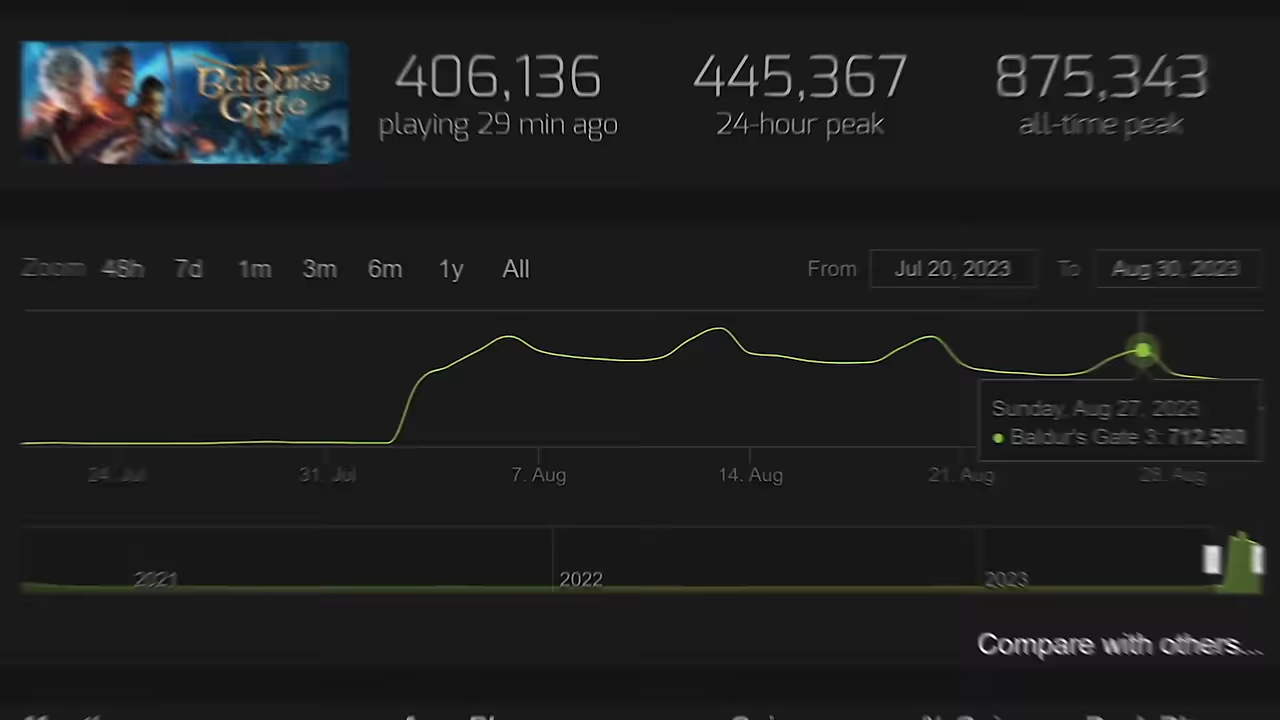 Baldur's
Gate
406,136 445,367 875,343
playing 29 min ago 24-hour peak all-time peak
Zoom 48h 7d 1m 3m 6m 1y All From Jul 20, 2023 To Aug 30, 2023
Sunday, Aug 27, 2023
Baldur's Gate 3: 712,580
24. Jul 31. Jul 7. Aug 14. Aug 21. Aug 28. Aug
2021 2022 2023
Compare with others...